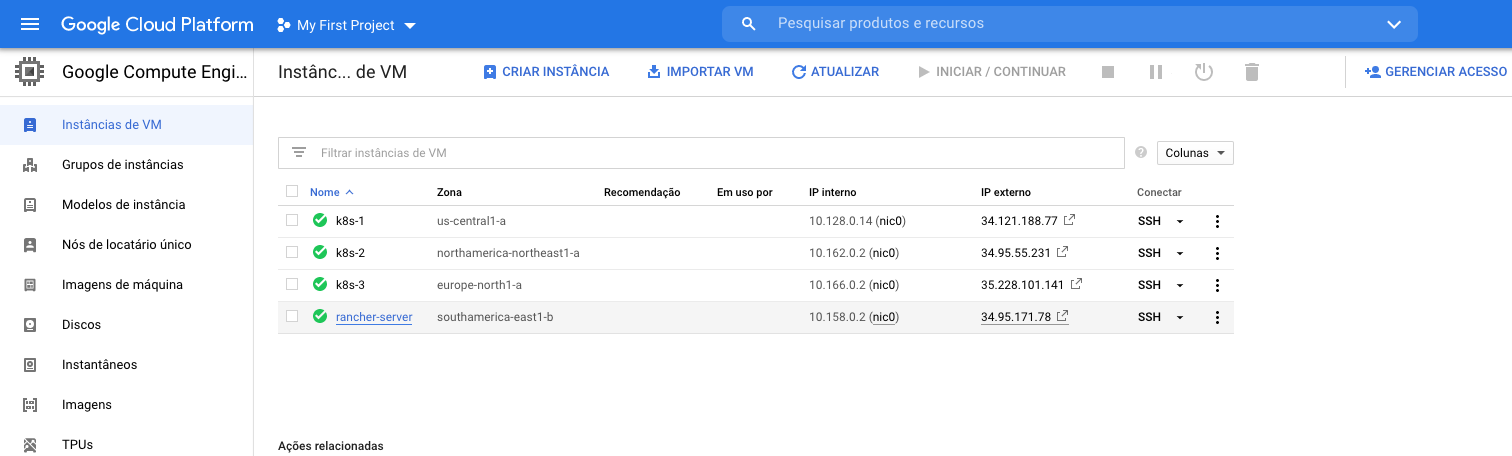 Google Cloud Platform
My First Project
Pesquisar produtos e recursos
Google Compute Engi...
Instânc... de VM
CRIAR INSTÂNCIA
IMPORTAR VM
ATUALIZAR
INICIAR / CONTINUAR
GERENCIAR ACESSO
Instâncias de VM
Grupos de instâncias
Modelos de instância
Nós de locatário único
Imagens de máquina
Discos
Instantâneos
Imagens
TPUs
Filtrar instâncias de VM
Colunas
Nome Zona Recomendação Em uso por IP interno IP externo Conectar
k8s-1 us-central1-a 10.128.0.14 (nic0) 34.121.188.77 SSH
k8s-2 northamerica-northeast1-a 10.162.0.2 (nic0) 34.95.55.231 SSH
k8s-3 europe-north1-a 10.166.0.2 (nic0) 35.228.101.141 SSH
rancher-server southamerica-east1-b 10.158.0.2 (nic0) 34.95.171.78 SSH
Ações relacionadas